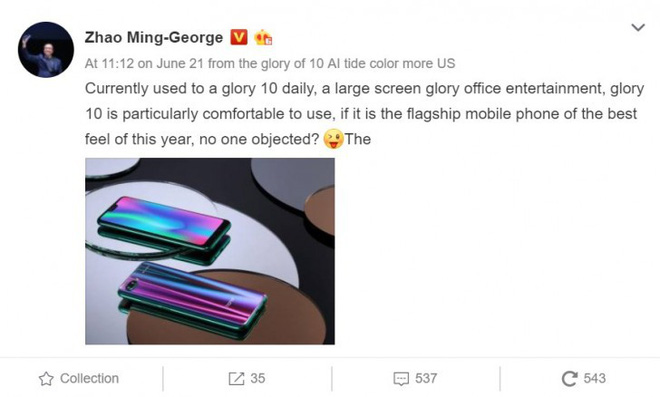 Zhao Ming-George
At 11:12 on June 21 from the glory of 10 AI tide color more US
Currently used to a glory 10 daily, a large screen glory office entertainment, glory
10 is particularly comfortable to use, if it is the flagship mobile phone of the best
feel of this year, no one objected? 😜The
Collection 35 537 543